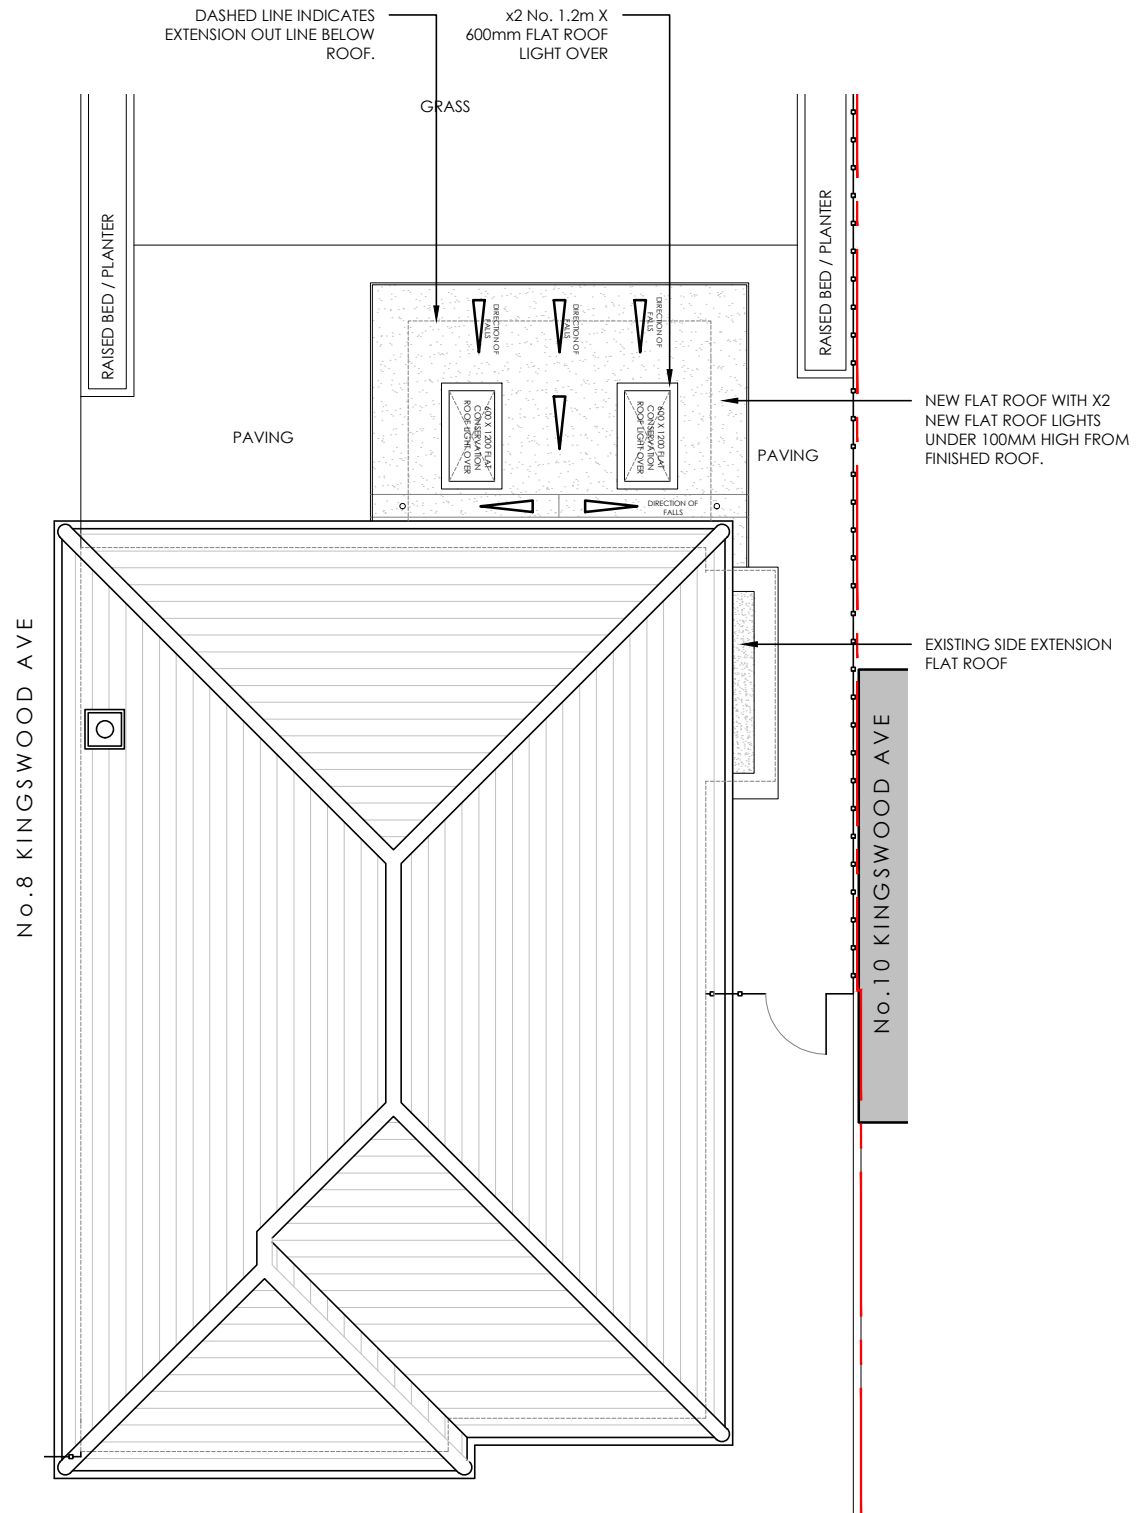 DASHED LINE INDICATES
EXTENSION OUT LINE BELOW
ROOF.
x2 No. 1.2m X
600mm FLAT ROOF
LIGHT OVER
GRASS
RAISED BED / PLANTER
RAISED BED / PLANTER
DIRECTION OF
FALLS
DIRECTION OF
FALLS
DIRECTION OF
FALLS
600 X 1200 FLAT
CONSERVATION
ROOF LIGHT OVER
600 X 1200 FLAT
CONSERVATION
ROOF LIGHT OVER
NEW FLAT ROOF WITH X2
NEW FLAT ROOF LIGHTS
UNDER 100MM HIGH FROM
FINISHED ROOF.
PAVING
PAVING
DIRECTION OF
FALLS
EXISTING SIDE EXTENSION
FLAT ROOF
No.8 KINGSWOOD AVE
No.10 KINGSWOOD AVE